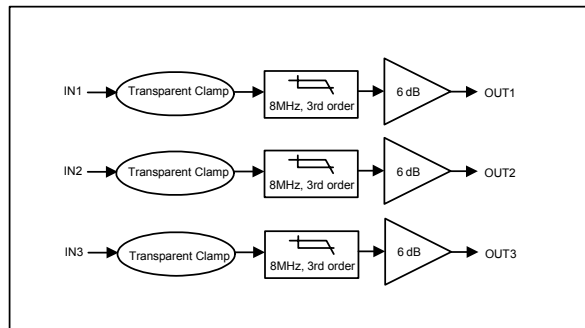 IN1 Transparent Clamp 6 dB OUT1
8MHz, 3rd order
IN2 Transparent Clamp 6 dB OUT2
8MHz, 3rd order
IN3 Transparent Clamp 6 dB OUT3
8MHz, 3rd order